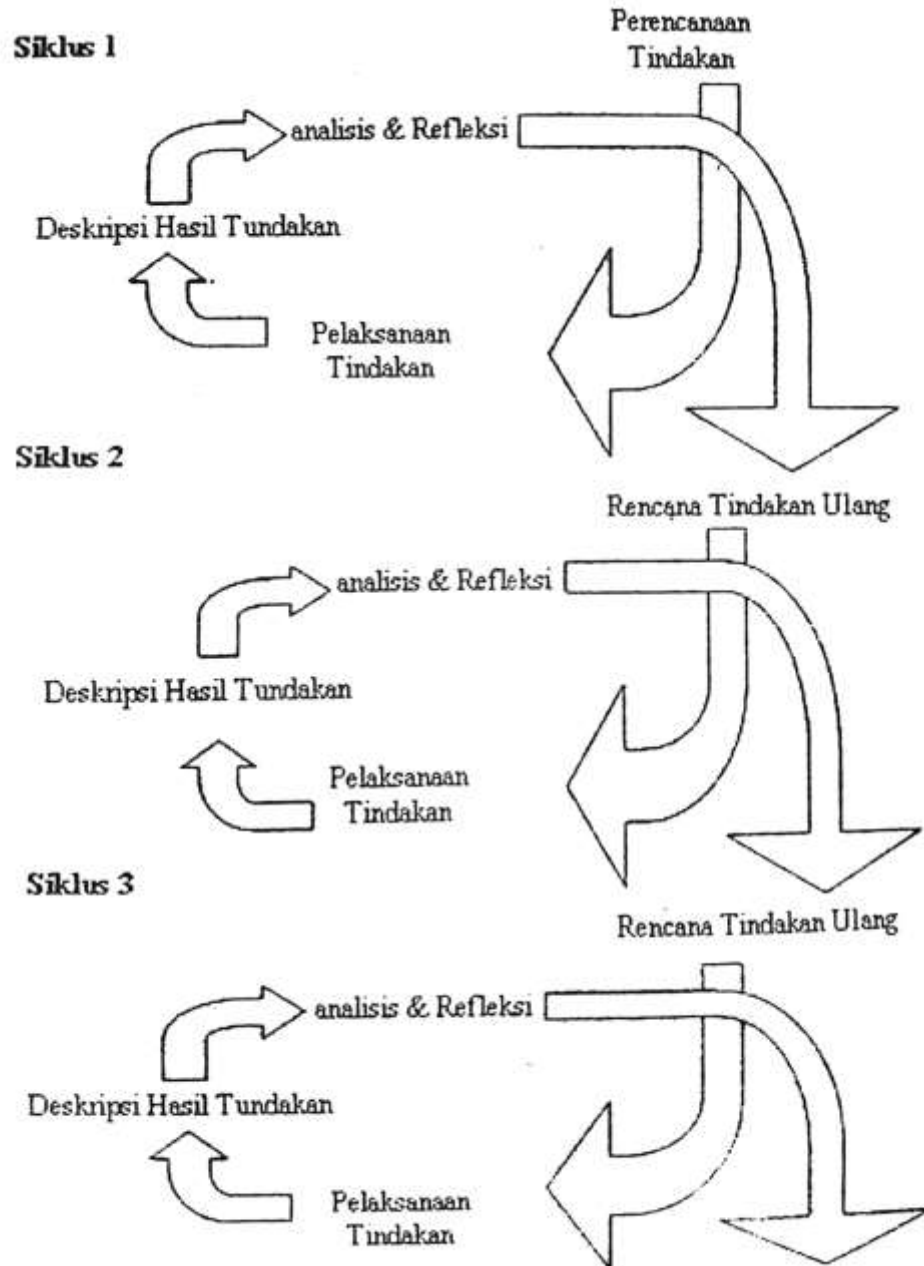 Siklus 1
Perencanaan
Tindakan
analisis & Refleksi
Deskripsi Hasil Tundakan
Pelaksanaan
Tindakan
Siklus 2
Rencana Tindakan Ulang
analisis & Refleksi
Deskripsi Hasil Tundakan
Pelaksanaan
Tindakan
Siklus 3
Rencana Tindakan Ulang
analisis & Refleksi
Deskripsi Hasil Tundakan
Pelaksanaan
Tindakan